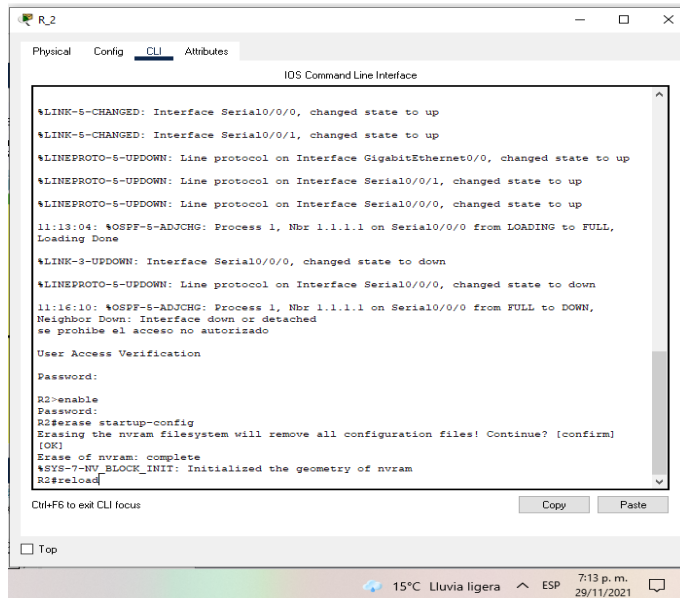 R_2
Physical Config CLI Attributes
IOS Command Line Interface
%LINK-5-CHANGED: Interface Serial0/0/0, changed state to up
%LINK-5-CHANGED: Interface Serial0/0/1, changed state to up
%LINEPROTO-5-UPDOWN: Line protocol on Interface GigabitEthernet0/0, changed state to up
%LINEPROTO-5-UPDOWN: Line protocol on Interface Serial0/0/1, changed state to up
%LINEPROTO-5-UPDOWN: Line protocol on Interface Serial0/0/0, changed state to up
11:13:04: %OSPF-5-ADJCHG: Process 1, Nbr 1.1.1.1 on Serial0/0/0 from LOADING to FULL,
Loading Done
%LINK-3-UPDOWN: Interface Serial0/0/0, changed state to down
%LINEPROTO-5-UPDOWN: Line protocol on Interface Serial0/0/0, changed state to down
11:16:10: %OSPF-5-ADJCHG: Process 1, Nbr 1.1.1.1 on Serial0/0/0 from FULL to DOWN,
Neighbor Down: Interface down or detached
se prohibe el acceso no autorizado
User Access Verification
Password:
R2>enable
Password:
R2#erase startup-config
Erasing the nvram filesystem will remove all configuration files! Continue? [confirm]
[OK]
Erase of nvram: complete
%SYS-7-NV_BLOCK_INIT: Initialized the geometry of nvram
R2#reload
Ctrl+F6 to exit CLI focus
Copy Paste
Top
15°C Lluvia ligera ESP 7:13 p. m.
29/11/2021